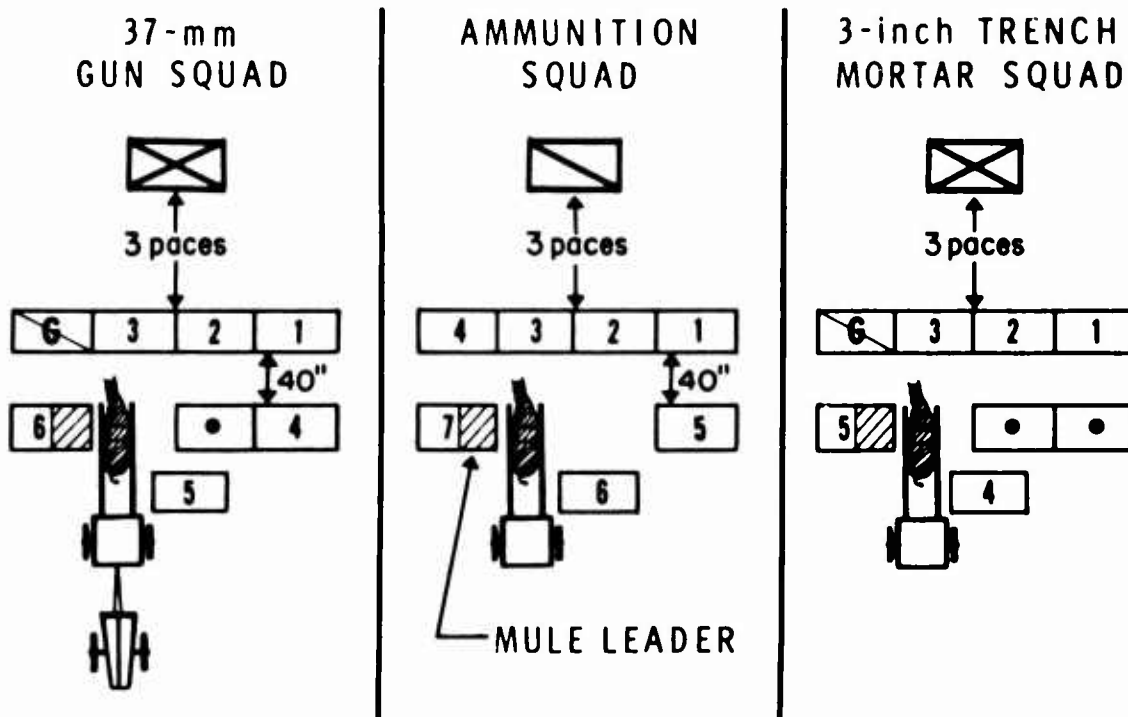 37-mm
GUN SQUAD
3 paces
G 3 2 1
40"
6 4
5
AMMUNITION
SQUAD
3 paces
4 3 2 1
40"
7 5
6
MULE LEADER
3-inch TRENCH
MORTAR SQUAD
3 paces
G 3 2 1
5
4